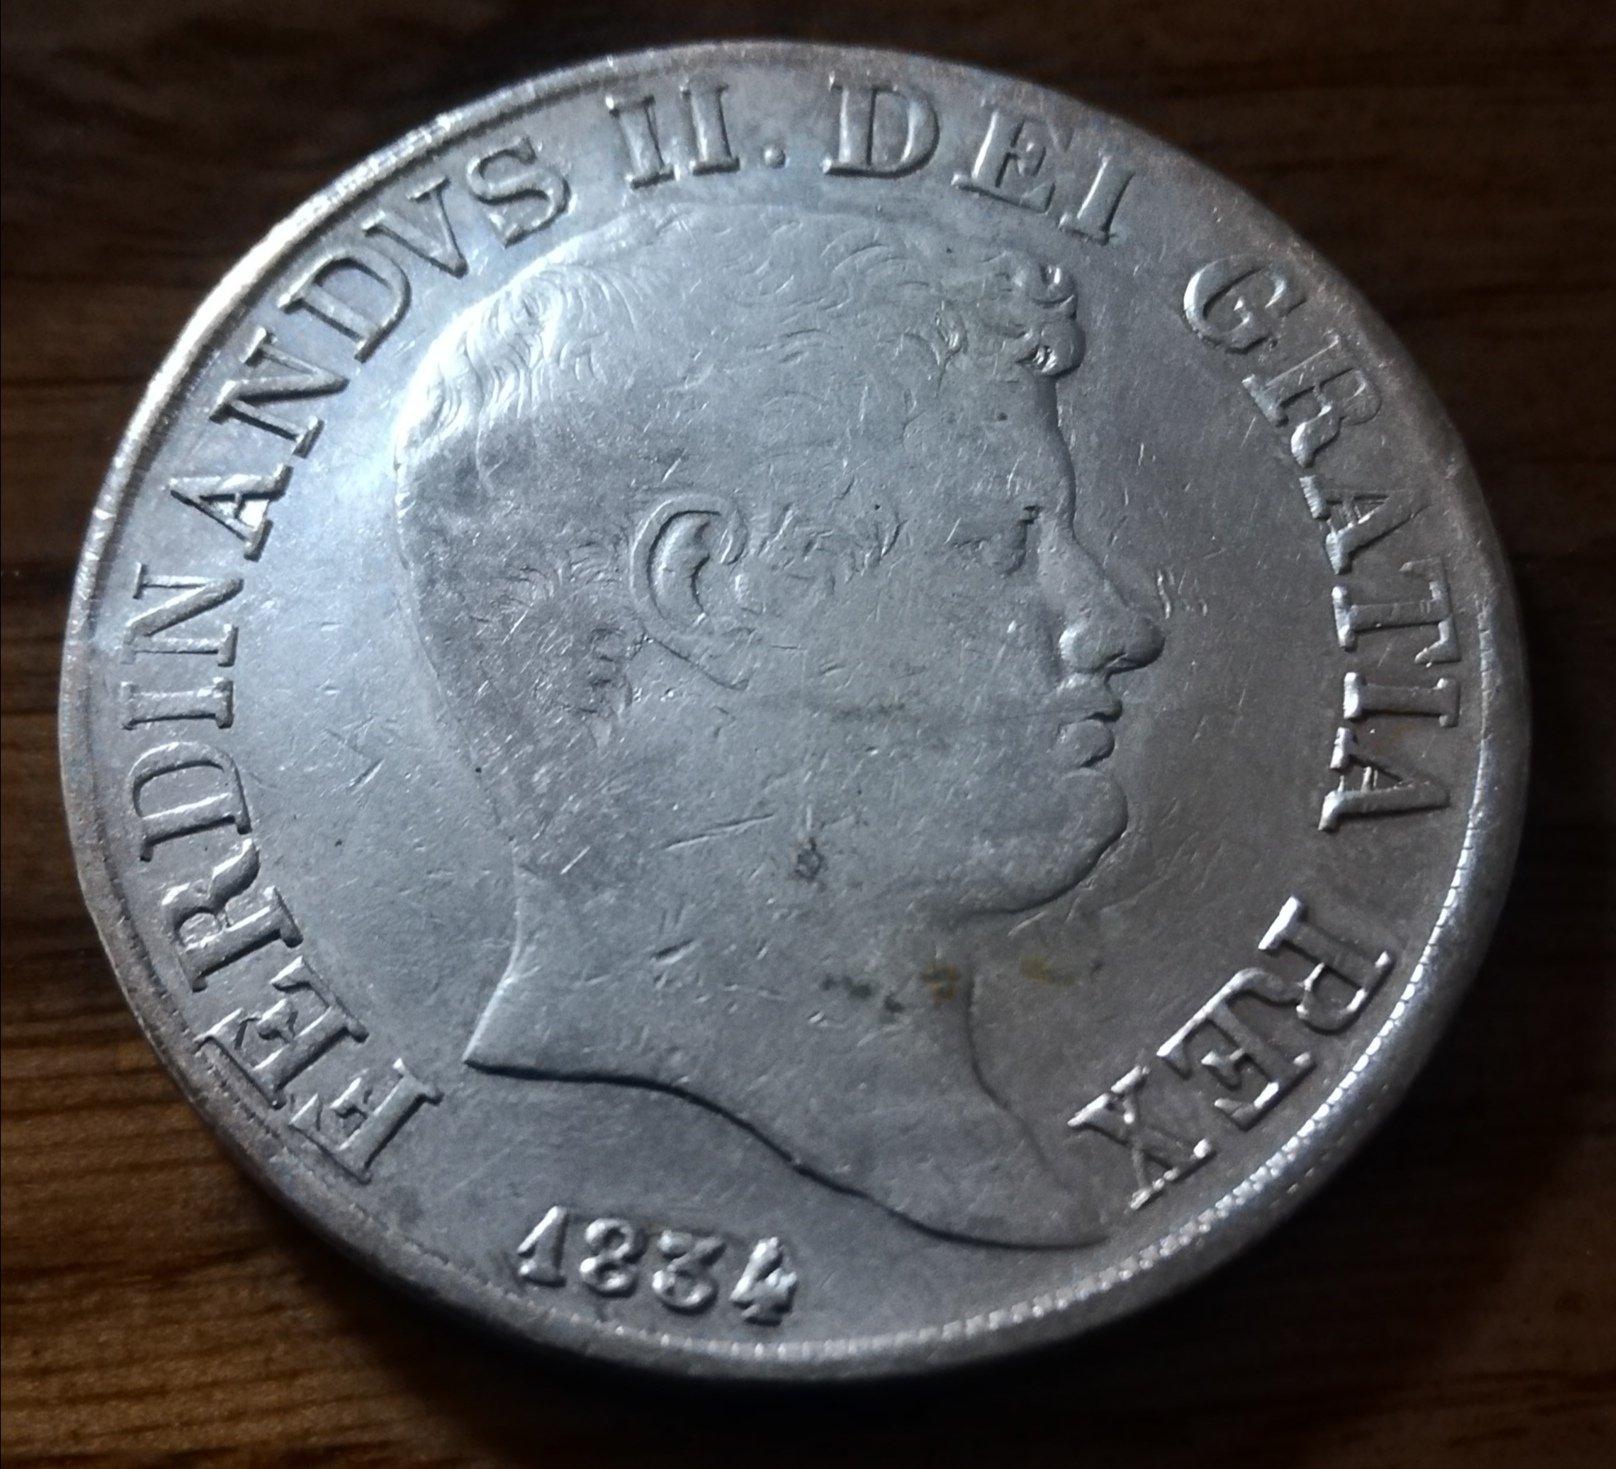 FERDINANDVS II. DEI GRATIA REX
1834